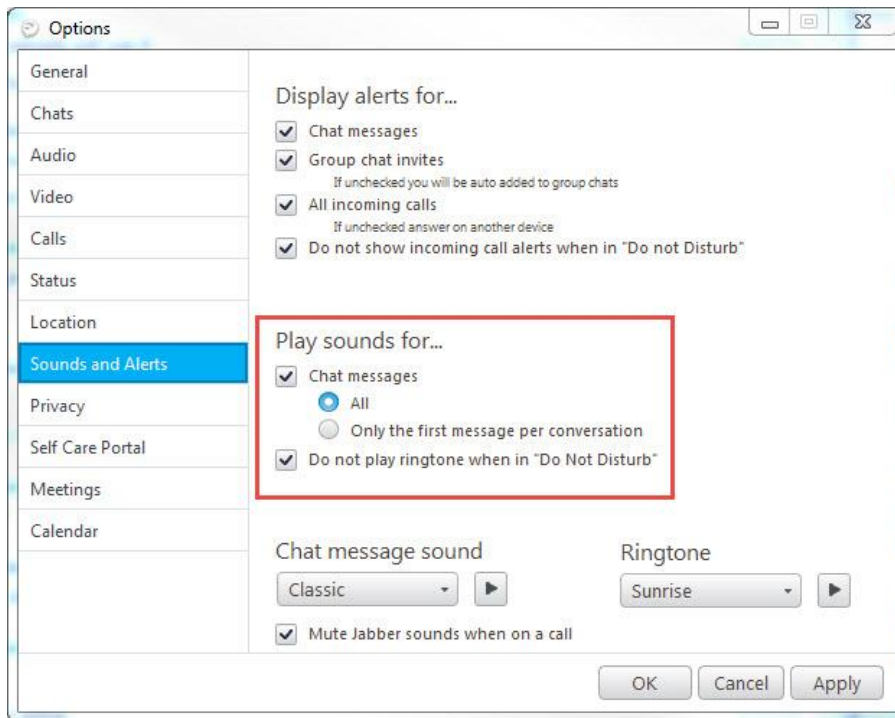 Options
General
Chats
Audio
Video
Calls
Status
Location
Sounds and Alerts
Privacy
Self Care Portal
Meetings
Calendar
Display alerts for...
Chat messages
Group chat invites
If unchecked you will be auto added to group chats
All incoming calls
If unchecked answer on another device
Do not show incoming call alerts when in "Do not Disturb"
Play sounds for...
Chat messages
All
Only the first message per conversation
Do not play ringtone when in "Do Not Disturb"
Chat message sound
Ringtone
Classic
Sunrise
Mute Jabber sounds when on a call
OK
Cancel
Apply